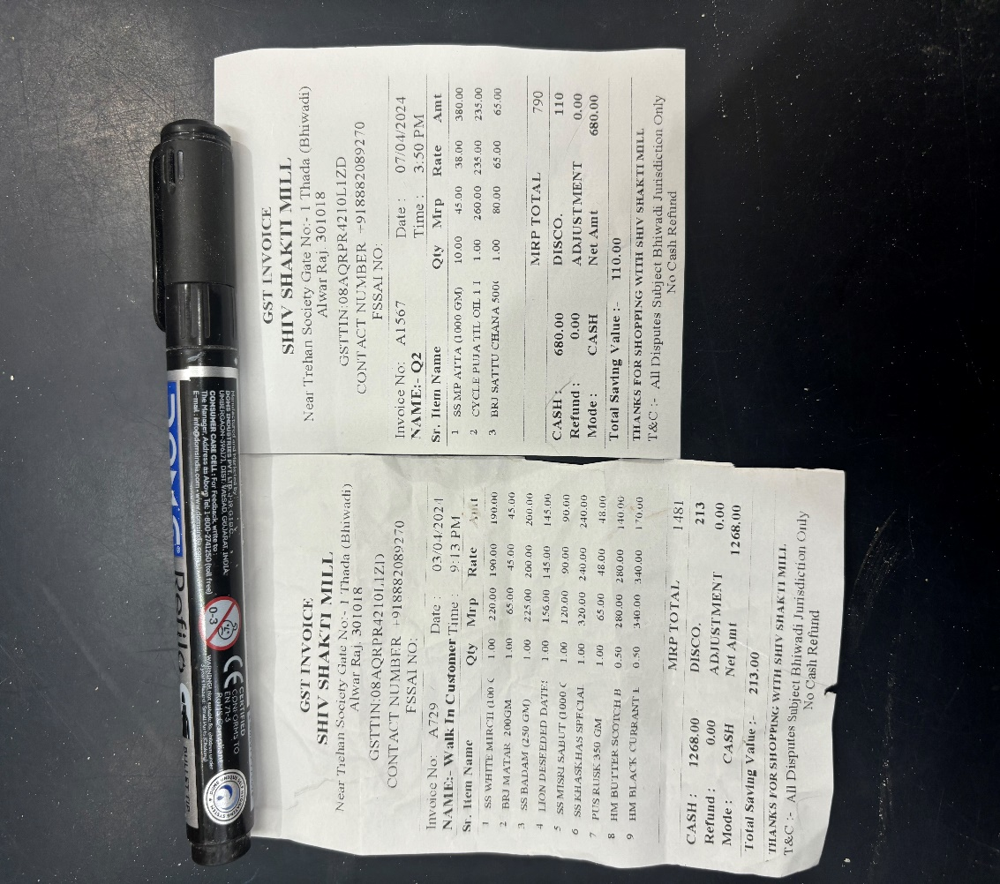 GST INVOICE
SHIV SHAKTI MILL
Near Trehan Society Gate No:- 1 Thada (Bhiwadi)
Alwar Raj. 301018
GSTTIN:08AQRPR4210L1ZD
CONTACT NUMBER +918882089270
FSSAI NO:
Invoice No: A729 Date : 03/04/2024
NAME:- Walk In Customer Time : 9:13 PM
Sr. Item Name Qty Mrp Rate Amt
1 SS WHITE MIRCH (100 G 1.00 220.00 190.00 190.00
2 BRJ MATAR 200GM 1.00 65.00 45.00 45.00
3 SS BADAM (250 GM) 1.00 225.00 200.00 200.00
4 LION DESEEDED DATES 1.00 156.00 145.00 145.00
5 SS MISRI SABUT (1000 G 1.00 120.00 90.00 90.00
6 SS KHASKHAS SPECIAL 1.00 320.00 240.00 240.00
7 PUS RUSK 350 GM 1.00 65.00 48.00 48.00
8 HM BUTTER SCOTCH B 0.50 280.00 280.00 140.00
9 HM BLACK CURRANT L 0.50 340.00 340.00 170.00
MRP TOTAL 1481
CASH : 1268.00 DISCO. 213
Refund : 0.00 ADJUSTMENT 0.00
Mode : CASH Net Amt 1268.00
Total Saving Value :- 213.00
THANKS FOR SHOPPING WITH SHIV SHAKTI MILL
T&C :- All Disputes Subject Bhiwadi Jurisdiction Only
No Cash Refund
GST INVOICE
SHIV SHAKTI MILL
Near Trehan Society Gate No:- 1 Thada (Bhiwadi)
Alwar Raj. 301018
GSTTIN:08AQRPR4210L1ZD
CONTACT NUMBER +918882089270
FSSAI NO:
Invoice No: A1567 Date : 07/04/2024
NAME:- Q2 Time : 3:50 PM
Sr. Item Name Qty Mrp Rate Amt
1 SS MP ATTA (1000 GM) 10.00 45.00 38.00 380.00
2 CYCLE PUJA TIL OIL 1 l 1.00 260.00 235.00 235.00
3 BRJ SATTU CHANA 500 1.00 80.00 65.00 65.00
MRP TOTAL 790
CASH : 680.00 DISCO. 110
Refund : 0.00 ADJUSTMENT 0.00
Mode : CASH Net Amt 680.00
Total Saving Value :- 110.00
THANKS FOR SHOPPING WITH SHIV SHAKTI MILL
T&C :- All Disputes Subject Bhiwadi Jurisdiction Only
No Cash Refund
DOMS
Refilo
BULLET TIP
DOMS INDUSTRIES PVT. LTD.
CONSUMER CARE CELL : For Feedback, write to :
The Manager, Address as Above Tel: 1-800-2741250 (toll free)
E-mail : info@domsindia.com
0-3
CE
CERTIFIED
CONFORMS TO
EN 71-3